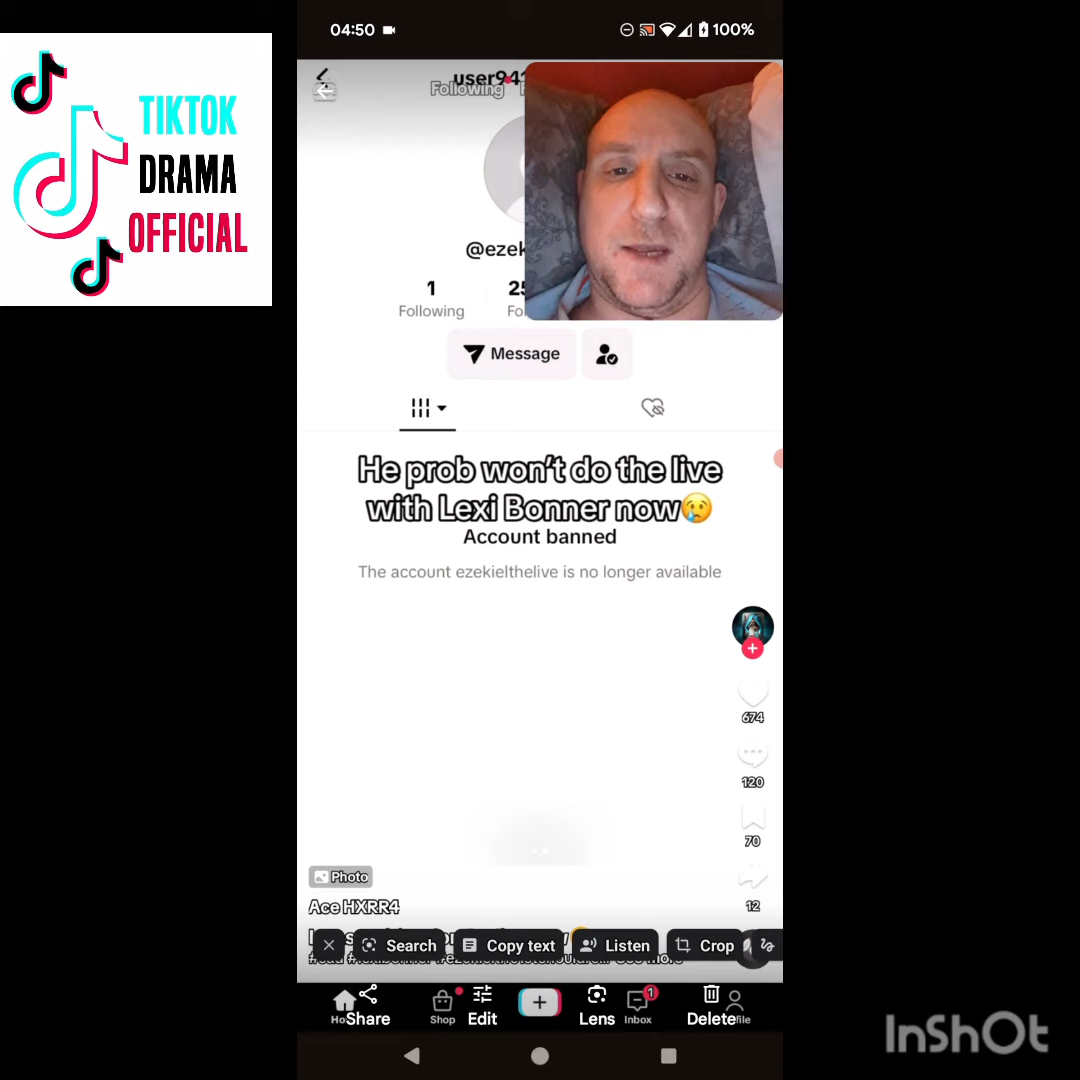 04:50
100%
TIKTOK
DRAMA
OFFICIAL
Following
1
Following
Message
He prob won't do the live
with Lexi Bonner now😢
Account banned
The account ezekielthelive is no longer available
674
120
70
12
Photo
Ace HXRR4
Search
Copy text
Listen
Crop
Share
Shop
Edit
Lens
Inbox
1
Delete
InShOt